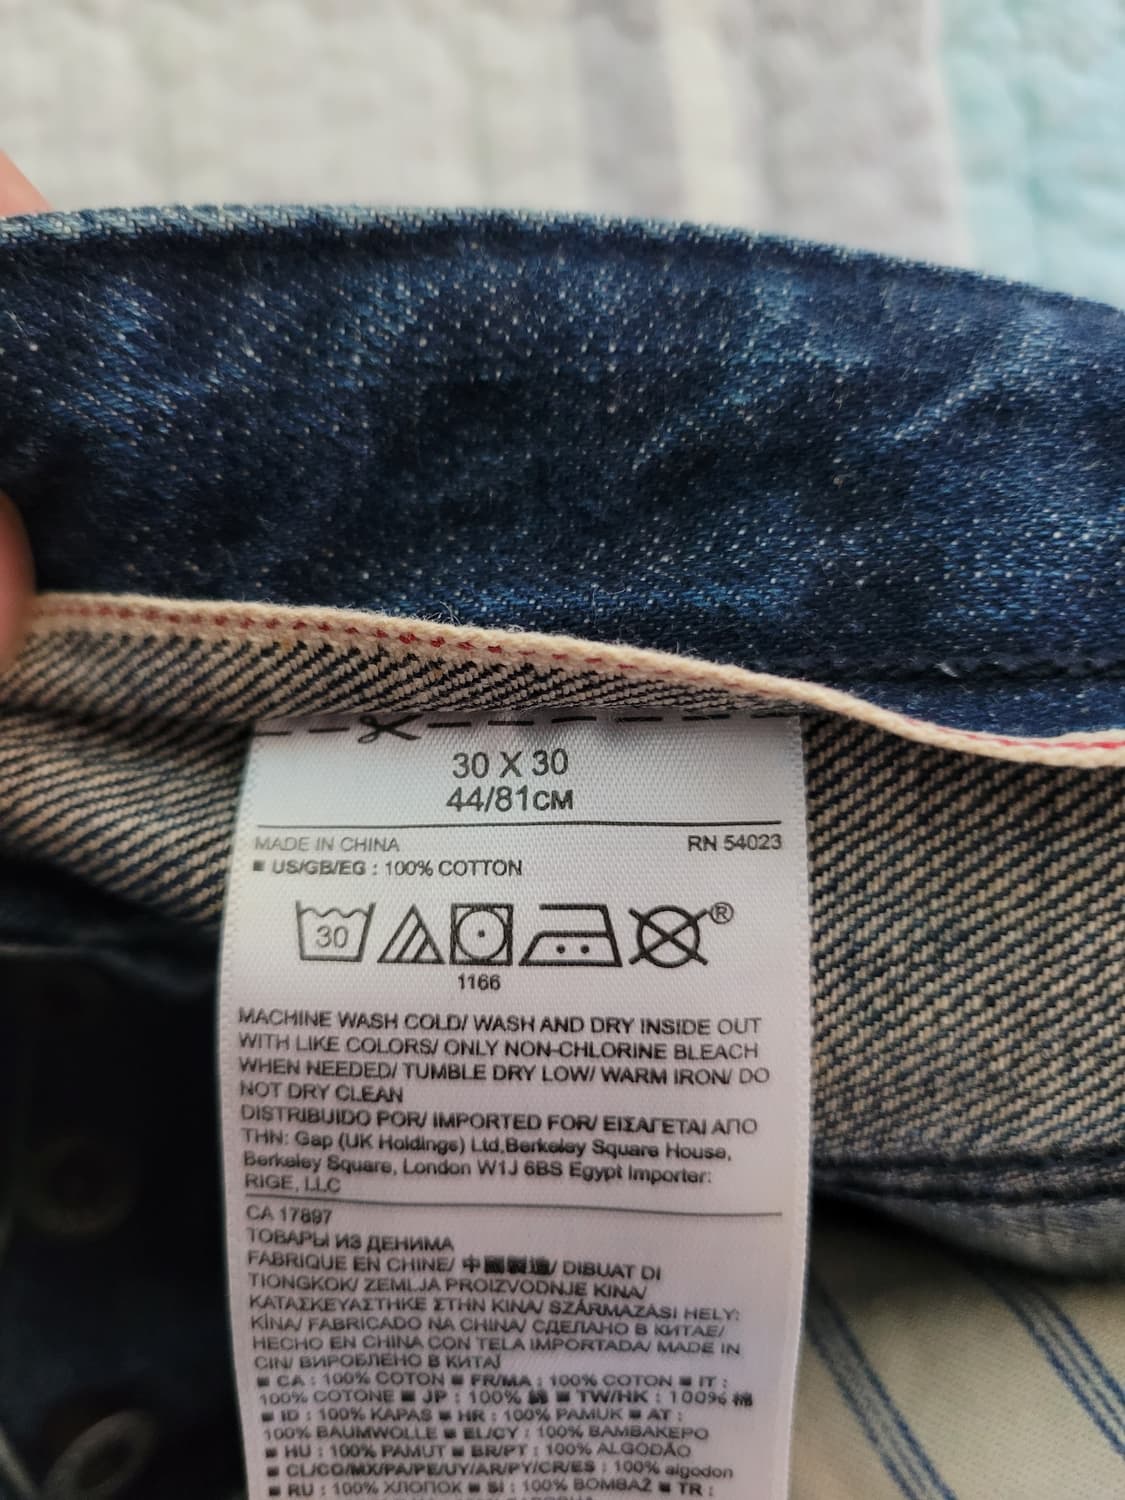 30 X 30
44/81CM
MADE IN CHINA RN 54023
■ US/GB/EG : 100% COTTON
30
®
1166
MACHINE WASH COLD/ WASH AND DRY INSIDE OUT
WITH LIKE COLORS/ ONLY NON-CHLORINE BLEACH
WHEN NEEDED/ TUMBLE DRY LOW/ WARM IRON/ DO
NOT DRY CLEAN
DISTRIBUIDO POR/ IMPORTED FOR/ ΕΙΣΑΓΕΤΑΙ ΑΠΟ
THN: Gap (UK Holdings) Ltd,Berkeley Square House,
Berkeley Square, London W1J 6BS Egypt Importer:
RIGE, LLC
CA 17897
ТОВАРЫ ИЗ ДЕНИМА
FABRIQUE EN CHINE/ 中國製造/ DIBUAT DI
TIONGKOK/ ZEMLJA PROIZVODNJE KINA/
ΚΑΤΑΣΚΕΥΑΣΤΗΚΕ ΣΤΗΝ ΚΙΝΑ/ SZÁRMAZÁSI HELY:
KÍNA/ FABRICADO NA CHINA/ СДЕЛАНО В КИТАЕ/
HECHO EN CHINA CON TELA IMPORTADA/ MADE IN
CIN/ ВИРОБЛЕНО В КИТАЇ
■ CA : 100% COTON ■ FR/MA : 100% COTON ■ IT :
100% COTONE ■ JP : 100% 綿 ■ TW/HK : 100% 棉
■ ID : 100% KAPAS ■ HR : 100% PAMUK ■ AT :
100% BAUMWOLLE ■ EL/CY : 100% ΒΑΜΒΑΚΕΡΟ
■ HU : 100% PAMUT ■ BR/PT : 100% ALGODÃO
■ CL/CO/MX/PA/PE/UY/AR/PY/CR/ES : 100% algodon
■ RU : 100% ХЛОПОК ■ SI : 100% BOMBAŽ ■ TR :